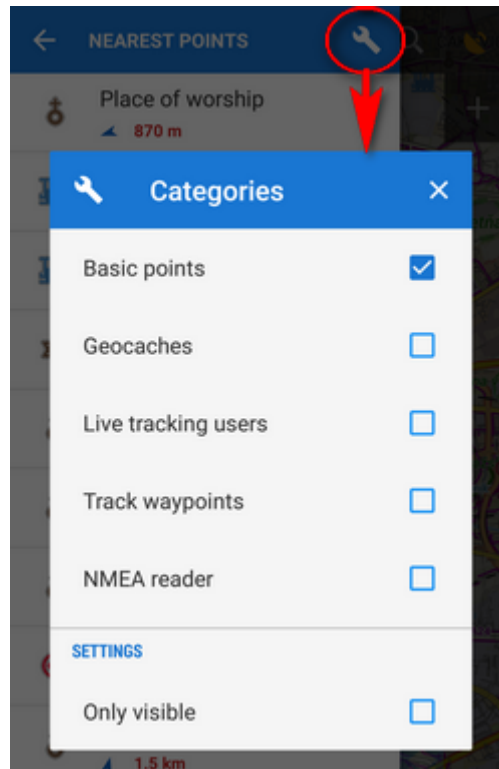 NEAREST POINTS
Place of worship
870 m
Categories
Basic points
Geocaches
Live tracking users
Track waypoints
NMEA reader
SETTINGS
Only visible
1.5 km